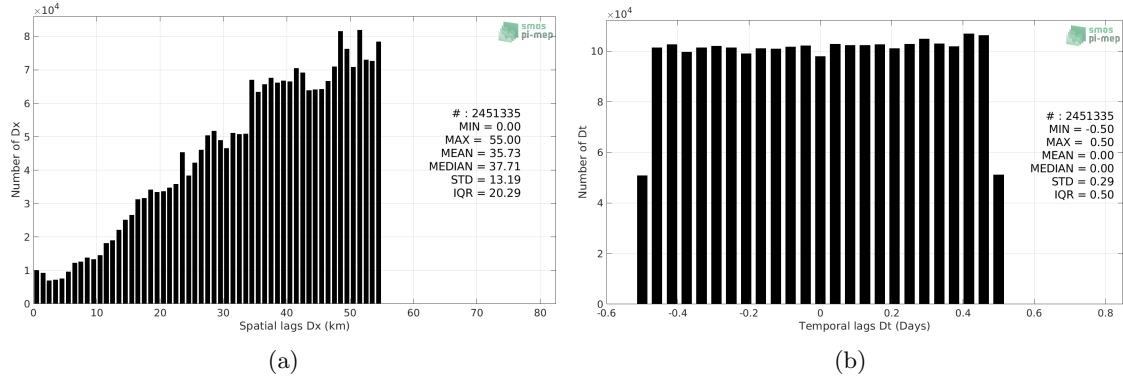 ×10⁴
8
7
6
5
4
3
2
1
0
Number of Dx
0 10 20 30 40 50 60 70 80
Spatial lags Dx (km)
smos
pi-mep
# : 2451335
MIN = 0.00
MAX = 55.00
MEAN = 35.73
MEDIAN = 37.71
STD = 13.19
IQR = 20.29
(a)
×10⁴
10
8
6
4
2
0
Number of Dt
-0.6 -0.4 -0.2 0 0.2 0.4 0.6 0.8
Temporal lags Dt (Days)
smos
pi-mep
# : 2451335
MIN = -0.50
MAX = 0.50
MEAN = 0.00
MEDIAN = 0.00
STD = 0.29
IQR = 0.50
(b)